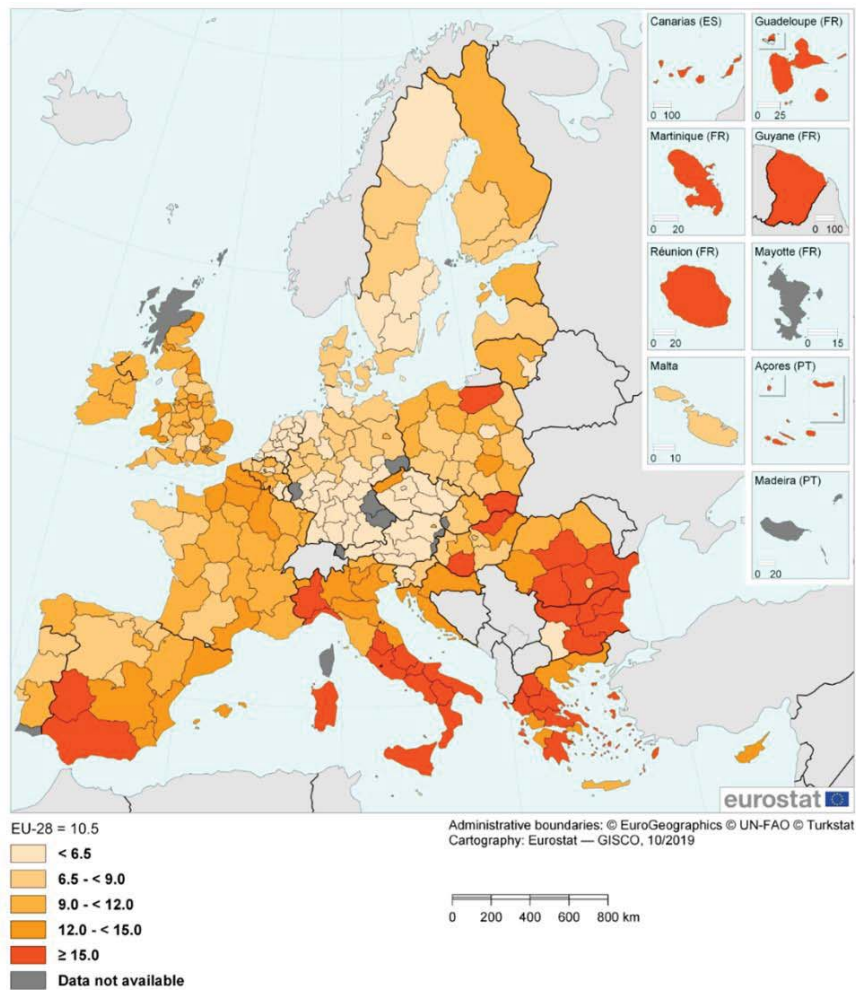 Canarias (ES)
0 100
Guadeloupe (FR)
0 25
Martinique (FR)
0 20
Guyane (FR)
0 100
Réunion (FR)
0 20
Mayotte (FR)
0 15
Malta
0 10
Açores (PT)
Madeira (PT)
0 20
eurostat
EU-28 = 10.5
< 6.5
6.5 - < 9.0
9.0 - < 12.0
12.0 - < 15.0
≥ 15.0
Data not available
Administrative boundaries: © EuroGeographics © UN-FAO © Turkstat
Cartography: Eurostat — GISCO, 10/2019
0 200 400 600 800 km